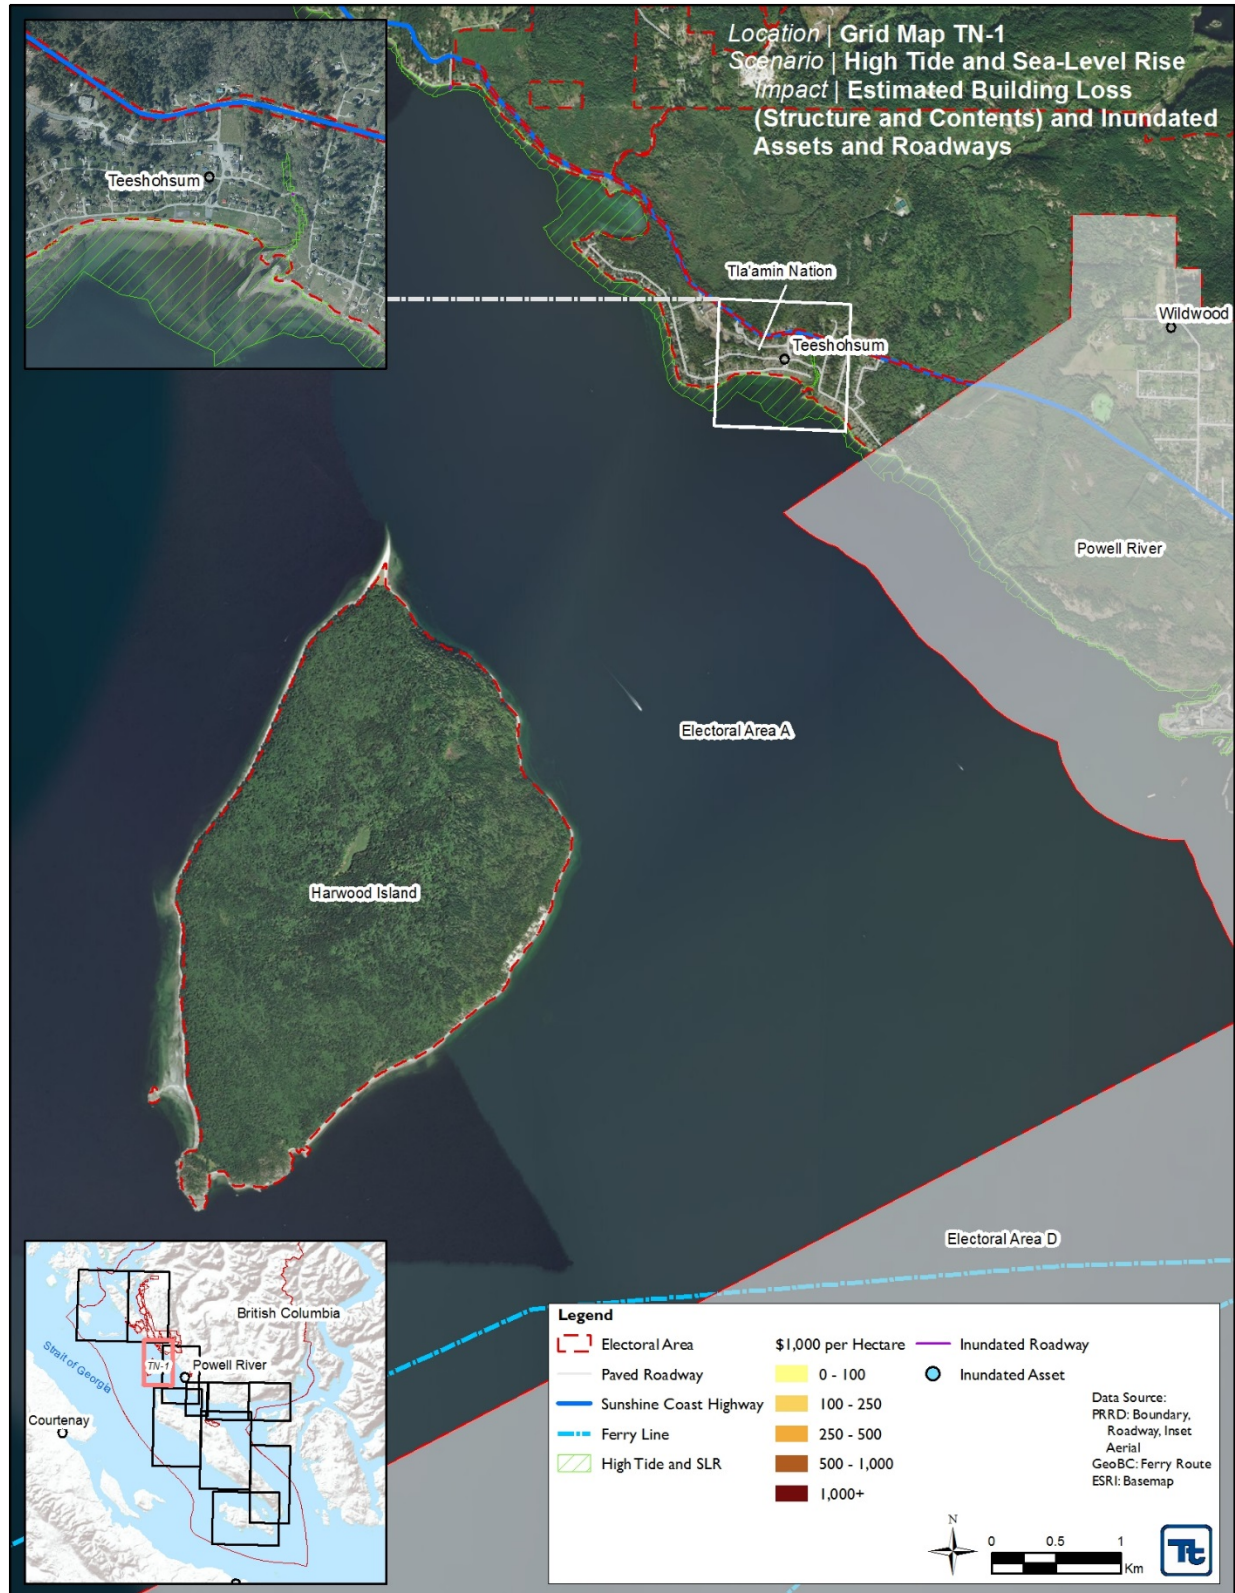 Location | Grid Map TN-1
Scenario | High Tide and Sea-Level Rise
Impact | Estimated Building Loss
(Structure and Contents) and Inundated
Assets and Roadways
Teeshohsum
Tla'amin Nation
Teeshohsum
Wildwood
Powell River
Electoral Area A
Harwood Island
Electoral Area D
British Columbia
Strait of Georgia
TN-1
Powell River
Courtenay
Legend
Electoral Area
Paved Roadway
Sunshine Coast Highway
Ferry Line
High Tide and SLR
$1,000 per Hectare
0 - 100
100 - 250
250 - 500
500 - 1,000
1,000+
Inundated Roadway
Inundated Asset
Data Source:
PRRD: Boundary,
Roadway, Inset
Aerial
GeoBC: Ferry Route
ESRI: Basemap
N
0 0.5 1
Km
Tt